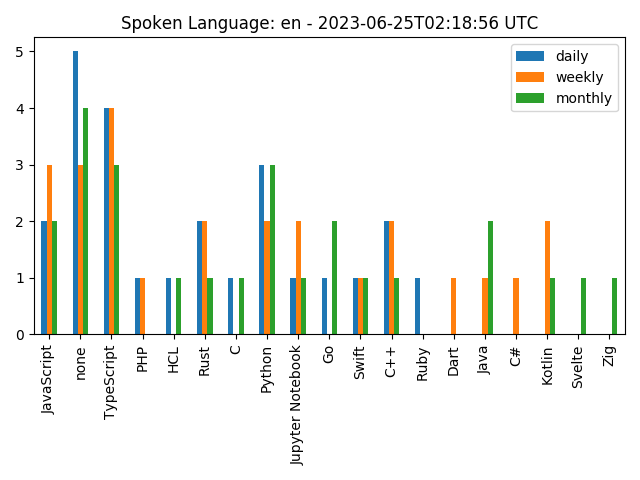 Spoken Language: en - 2023-06-25T02:18:56 UTC
daily
weekly
monthly
5
4
3
2
1
0
JavaScript
none
TypeScript
PHP
HCL
Rust
C
Python
Jupyter Notebook
Go
Swift
C++
Ruby
Dart
Java
C#
Kotlin
Svelte
Zig